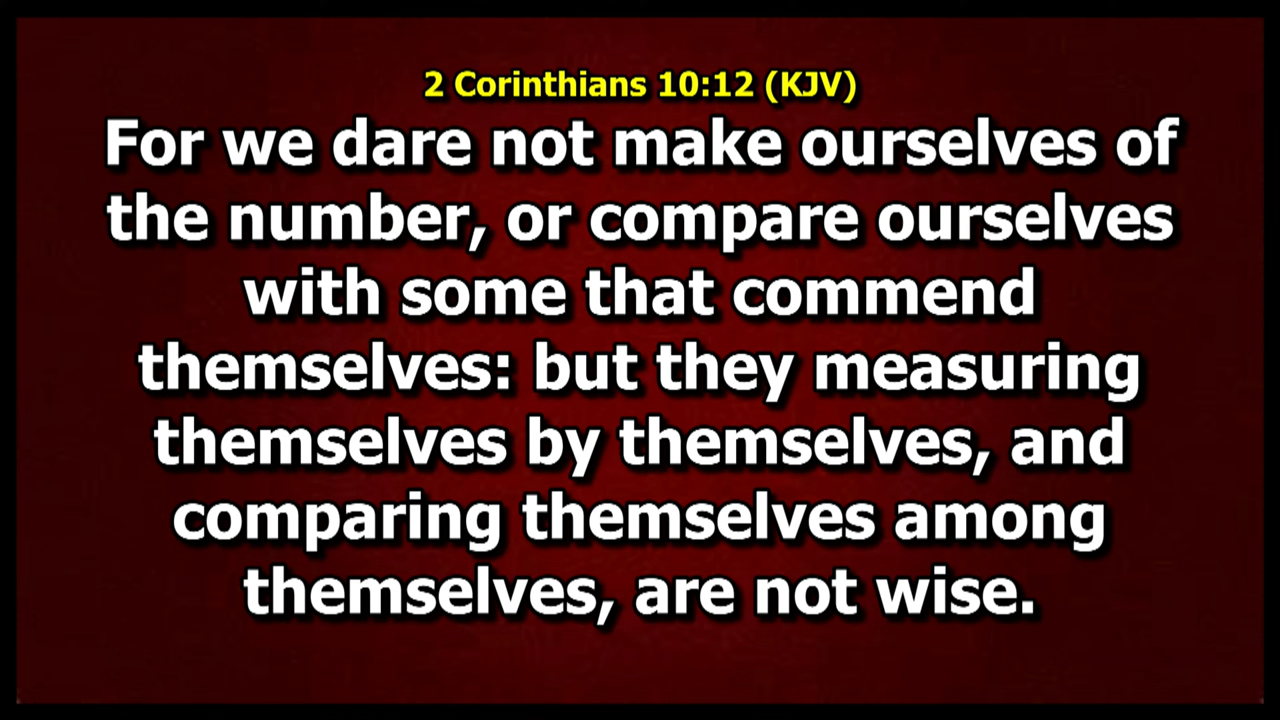 2 Corinthians 10:12 (KJV)
For we dare not make ourselves of
the number, or compare ourselves
with some that commend
themselves: but they measuring
themselves by themselves, and
comparing themselves among
themselves, are not wise.